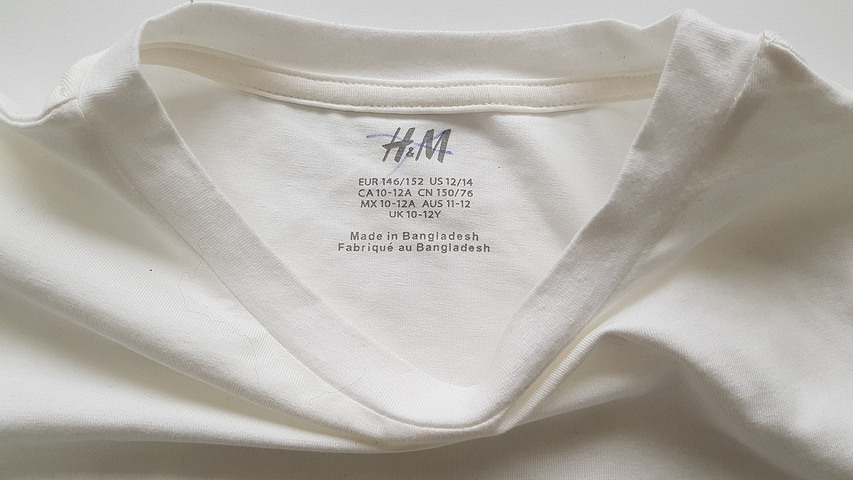 H&M
EUR 146/152 US 12/14
CA 10-12A CN 150/76
MX 10-12A AUS 11-12
UK 10-12Y
Made in Bangladesh
Fabriqué au Bangladesh